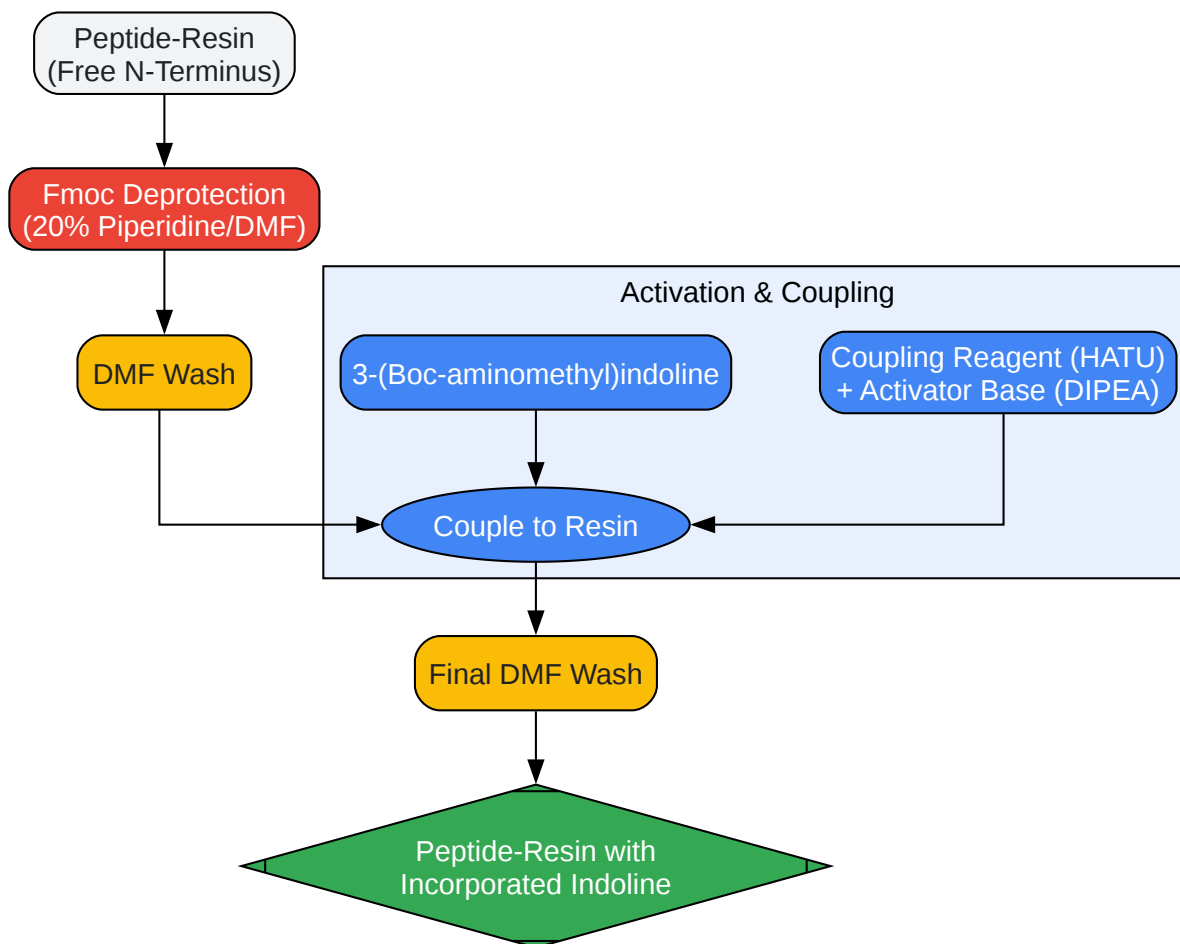 Peptide-Resin
(Free N-Terminus)
Fmoc Deprotection
(20% Piperidine/DMF)
DMF Wash
Activation & Coupling
3-(Boc-aminomethyl)indoline
Coupling Reagent (HATU)
+ Activator Base (DIPEA)
Couple to Resin
Final DMF Wash
Peptide-Resin with
Incorporated Indoline